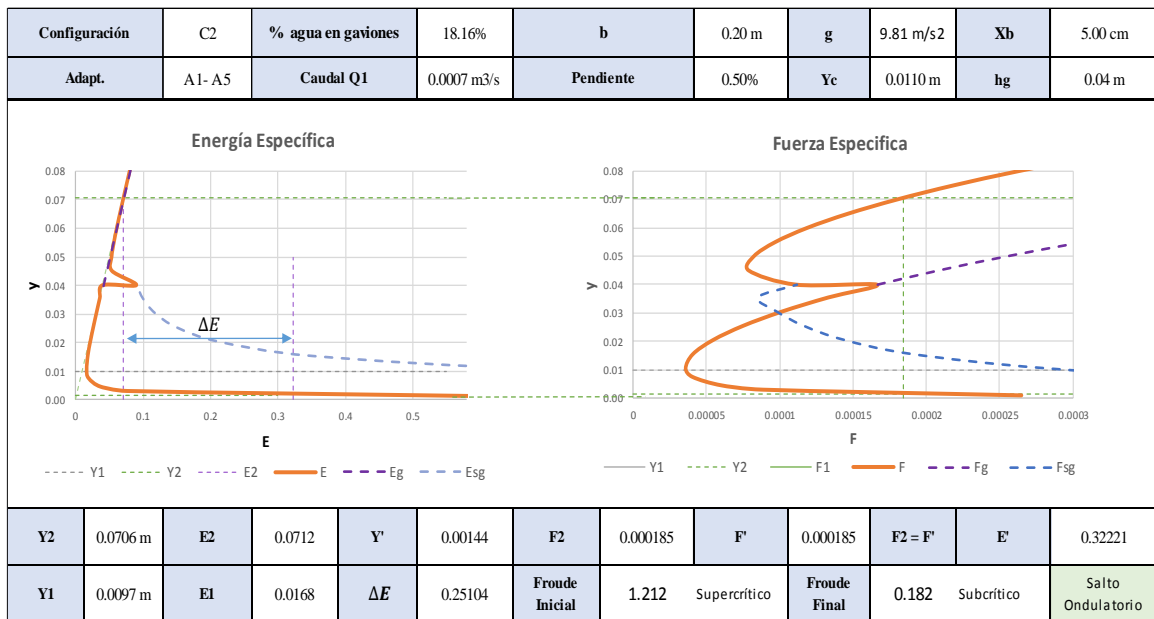 Configuración C2 % agua en gaviones 18.16% b 0.20 m g 9.81 m/s2 Xb 5.00 cm
Adapt. A1- A5 Caudal Q1 0.0007 m3/s Pendiente 0.50% Yc 0.0110 m hg 0.04 m
Energía Específica
0.08
0.07
0.06
0.05
0.04
0.03
0.02
0.01
0.00
y
ΔE
0 0.1 0.2 0.3 0.4 0.5
E
Y1 Y2 E2 E Eg Esg
Fuerza Especifica
0.08
0.07
0.06
0.05
0.04
0.03
0.02
0.01
0.00
y
0 0.00005 0.0001 0.00015 0.0002 0.00025 0.0003
F
Y1 Y2 F1 F Fg Fsg
Y2 0.0706 m E2 0.0712 Y' 0.00144 F2 0.000185 F' 0.000185 F2 = F' E' 0.32221
Y1 0.0097 m E1 0.0168 ΔE 0.25104 Froude Inicial 1.212 Supercrítico Froude Final 0.182 Subcrítico Salto Ondulatorio